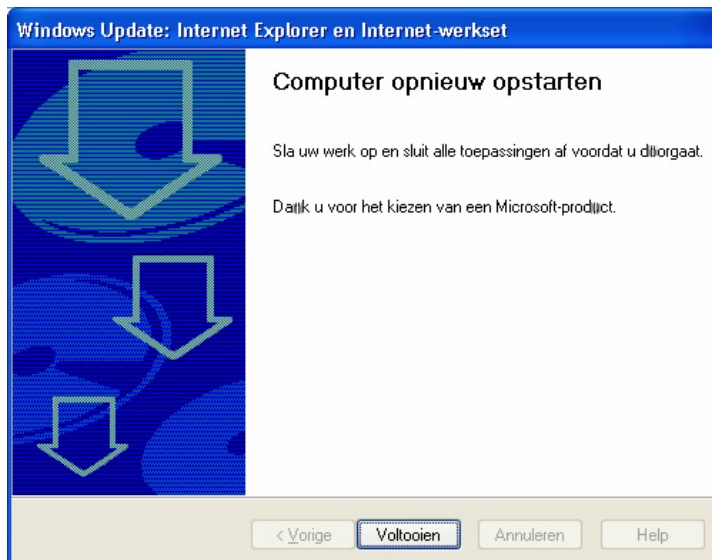 Windows Update: Internet Explorer en Internet-werkset
Computer opnieuw opstarten
Sla uw werk op en sluit alle toepassingen af voordat u doorgaat.
Dank u voor het kiezen van een Microsoft-product.
< Vorige
Voltooien
Annuleren
Help